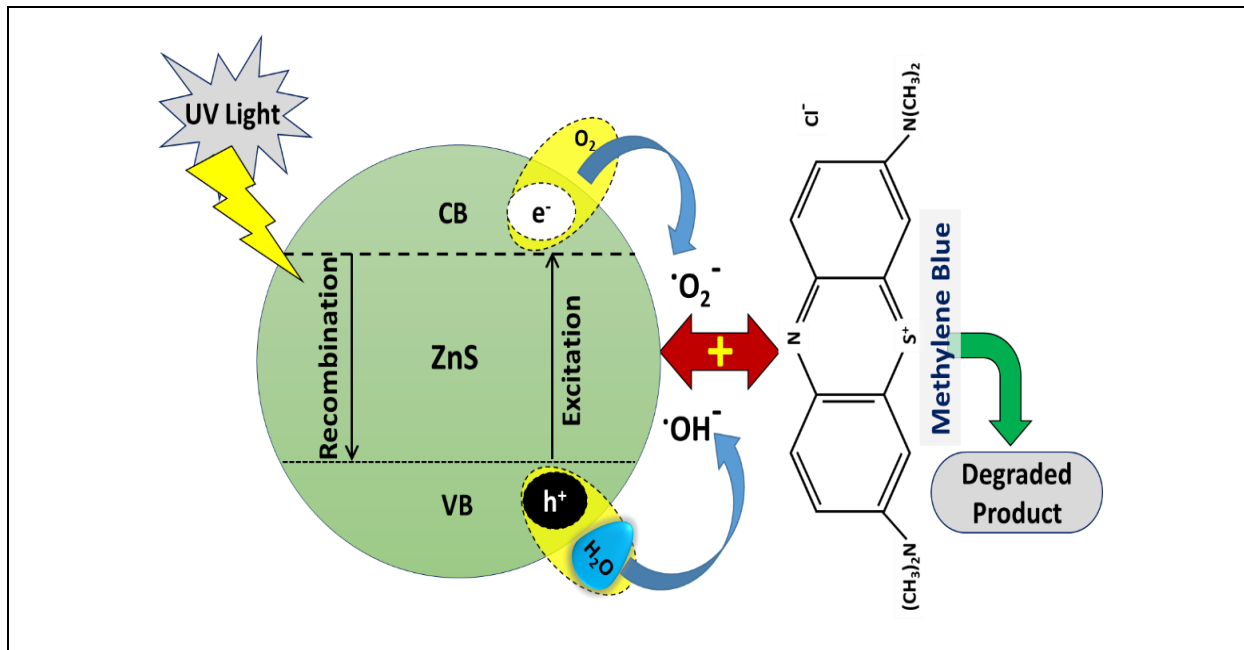 UV Light
O₂
e⁻
CB
Recombination
Excitation
ZnS
VB
h⁺
H₂O
·O₂⁻
+
·OH⁻
Cl⁻
N(CH₃)₂
N
S⁺
(CH₃)₂N
Methylene Blue
Degraded
Product